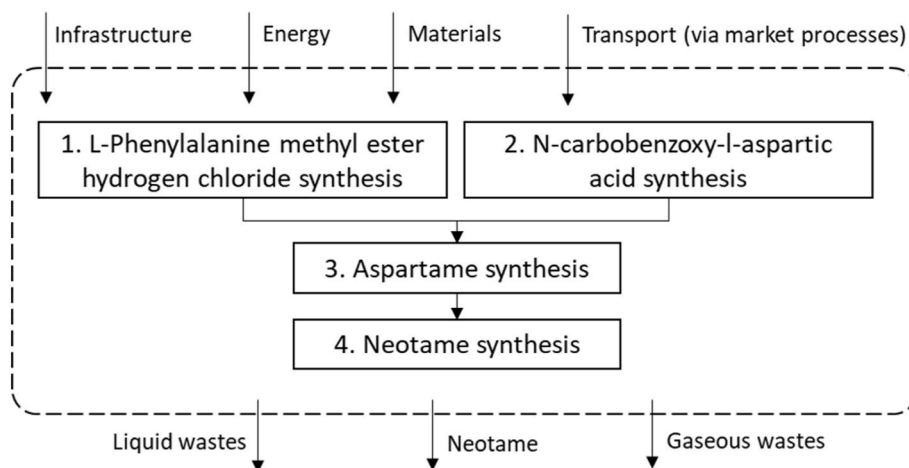 Infrastructure
Energy
Materials
Transport (via market processes)
1. L-Phenylalanine methyl ester
hydrogen chloride synthesis
2. N-carbobenzoxy-l-aspartic
acid synthesis
3. Aspartame synthesis
4. Neotame synthesis
Liquid wastes
Neotame
Gaseous wastes